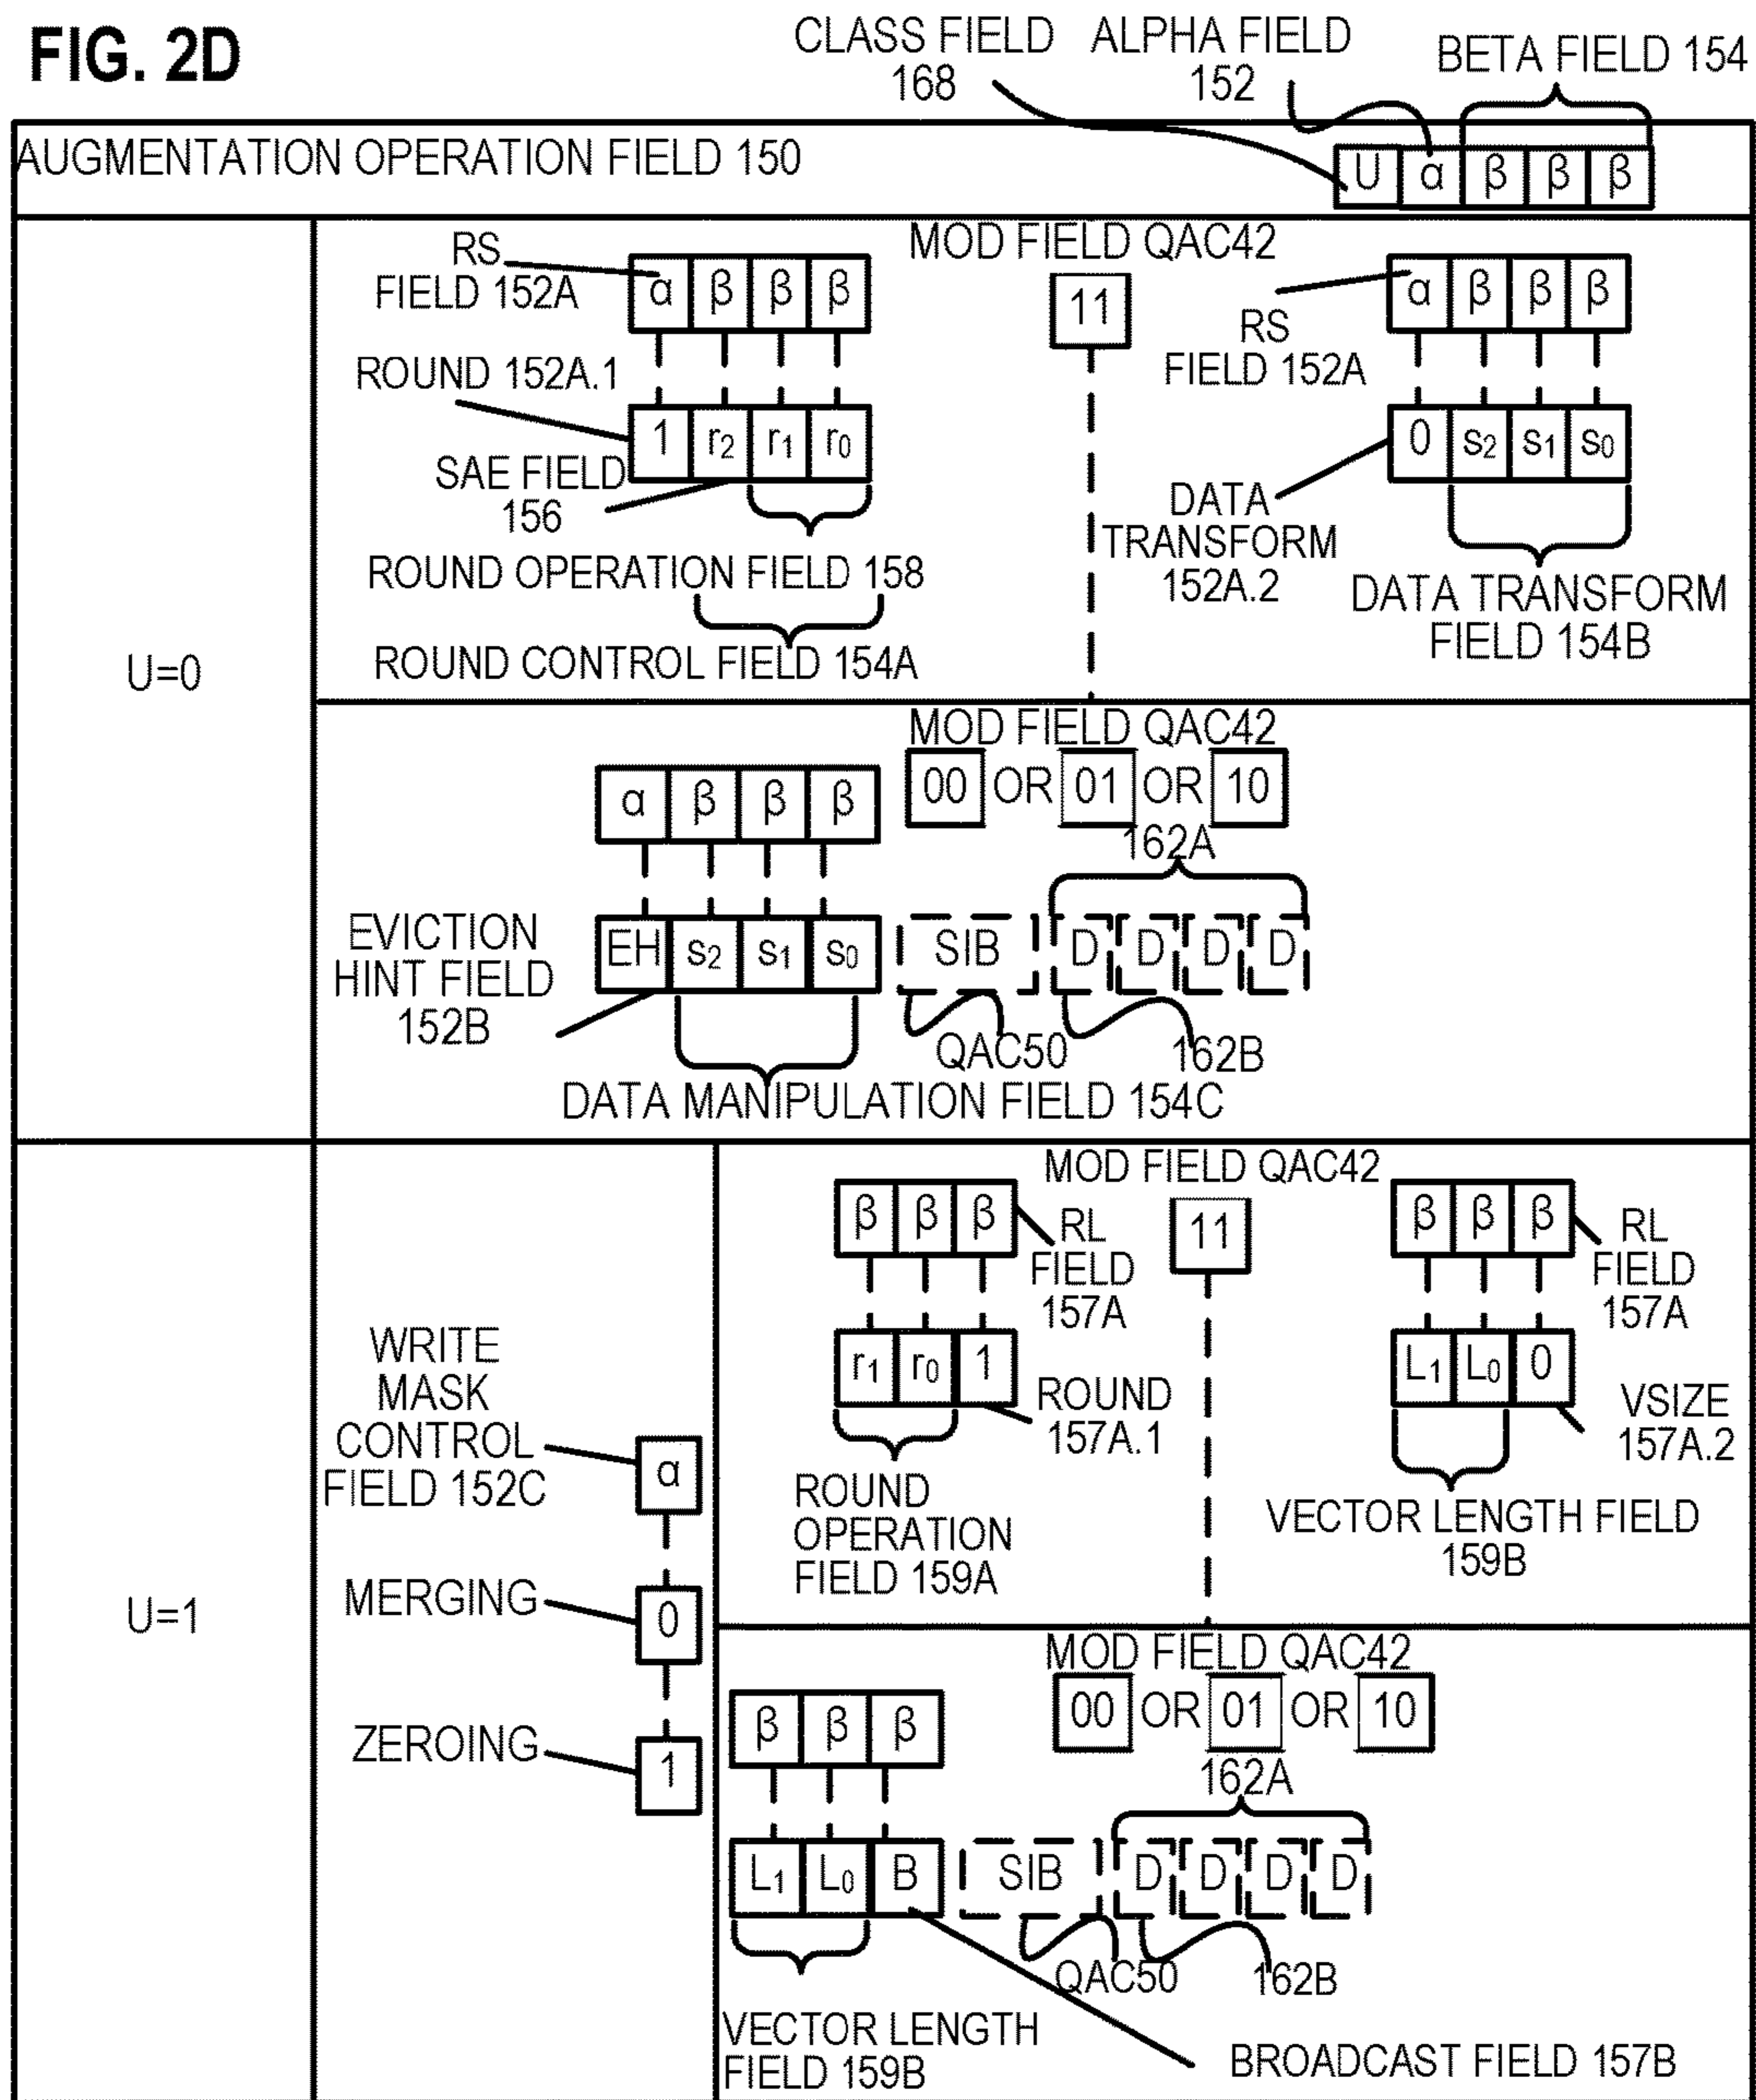 FIG. 2D
CLASS FIELD
168
ALPHA FIELD
152
BETA FIELD 154
AUGMENTATION OPERATION FIELD 150
U α β β β
U=0
MOD FIELD QAC42
11
RS
FIELD 152A
α β β β
ROUND 152A.1
1 r2 r1 r0
SAE FIELD
156
ROUND OPERATION FIELD 158
ROUND CONTROL FIELD 154A
α β β β
RS
FIELD 152A
0 s2 s1 s0
DATA
TRANSFORM
152A.2
DATA TRANSFORM
FIELD 154B
MOD FIELD QAC42
00 OR 01 OR 10
α β β β
162A
EVICTION
HINT FIELD
152B
EH s2 s1 s0
SIB D D D D
QAC50
162B
DATA MANIPULATION FIELD 154C
U=1
WRITE
MASK
CONTROL
FIELD 152C
α
MERGING
0
ZEROING
1
MOD FIELD QAC42
11
β β β
RL
FIELD
157A
r1 r0 1
ROUND
157A.1
ROUND
OPERATION
FIELD 159A
β β β
RL
FIELD
157A
L1 L0 0
VSIZE
157A.2
VECTOR LENGTH FIELD
159B
MOD FIELD QAC42
00 OR 01 OR 10
β β β
162A
L1 L0 B
SIB D D D D
QAC50
162B
VECTOR LENGTH
FIELD 159B
BROADCAST FIELD 157B